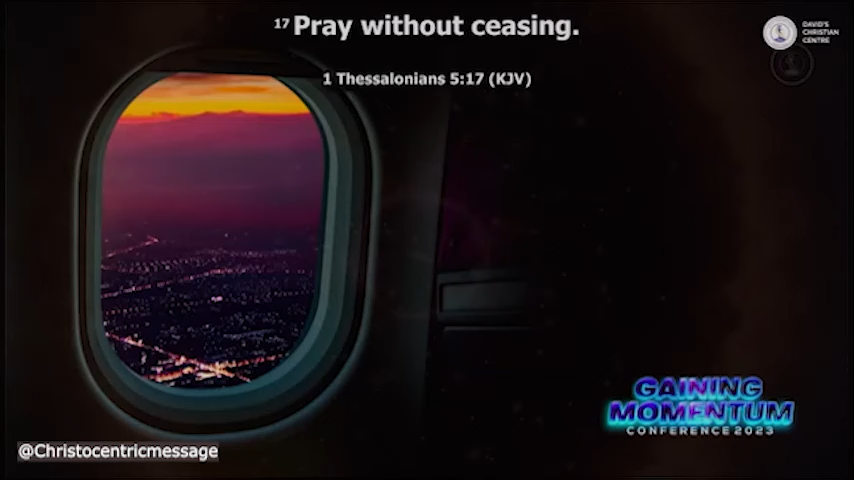 17 Pray without ceasing.
1 Thessalonians 5:17 (KJV)
DAVID'S
CHRISTIAN
CENTRE
GAINING
MOMENTUM
CONFERENCE 2023
@Christocentricmessage